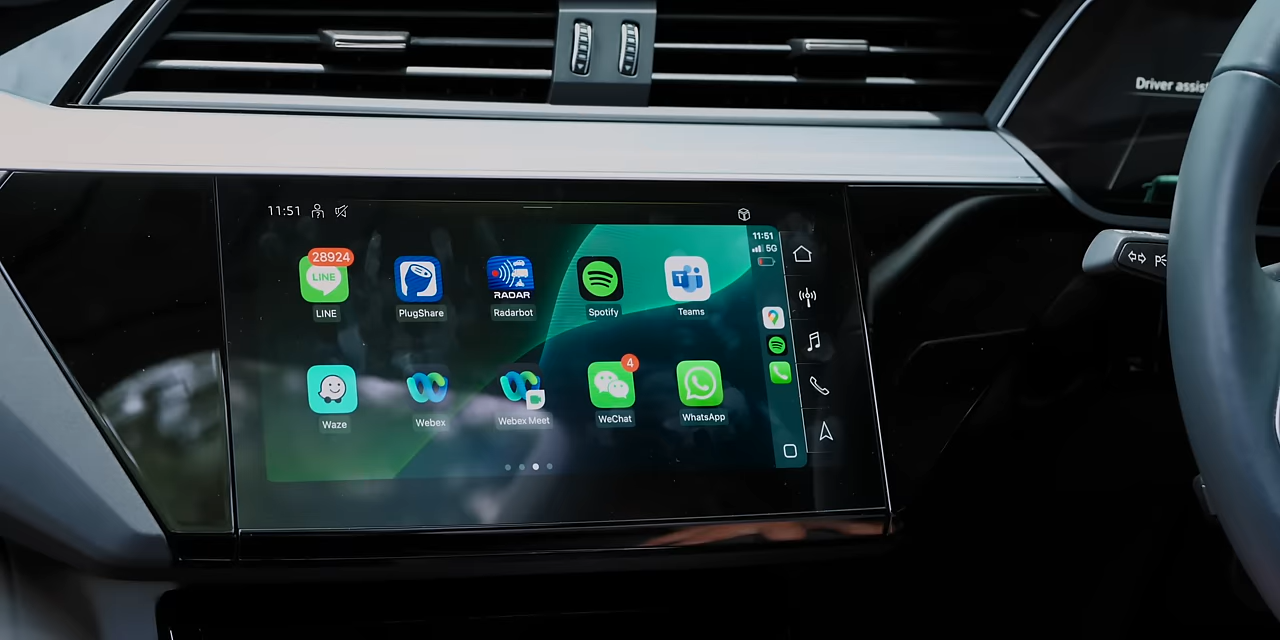 Driver assis
11:51
11:51
5G
28924
LINE
RADAR
LINE
PlugShare
Radarbot
Spotify
Teams
4
Waze
Webex
Webex Meet
WeChat
WhatsApp